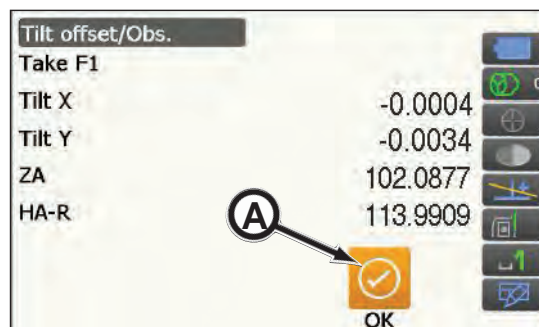 Tilt offset/Obs.
Take F1
Tilt X -0.0004
Tilt Y -0.0034
ZA 102.0877
HA-R 113.9909
A
OK